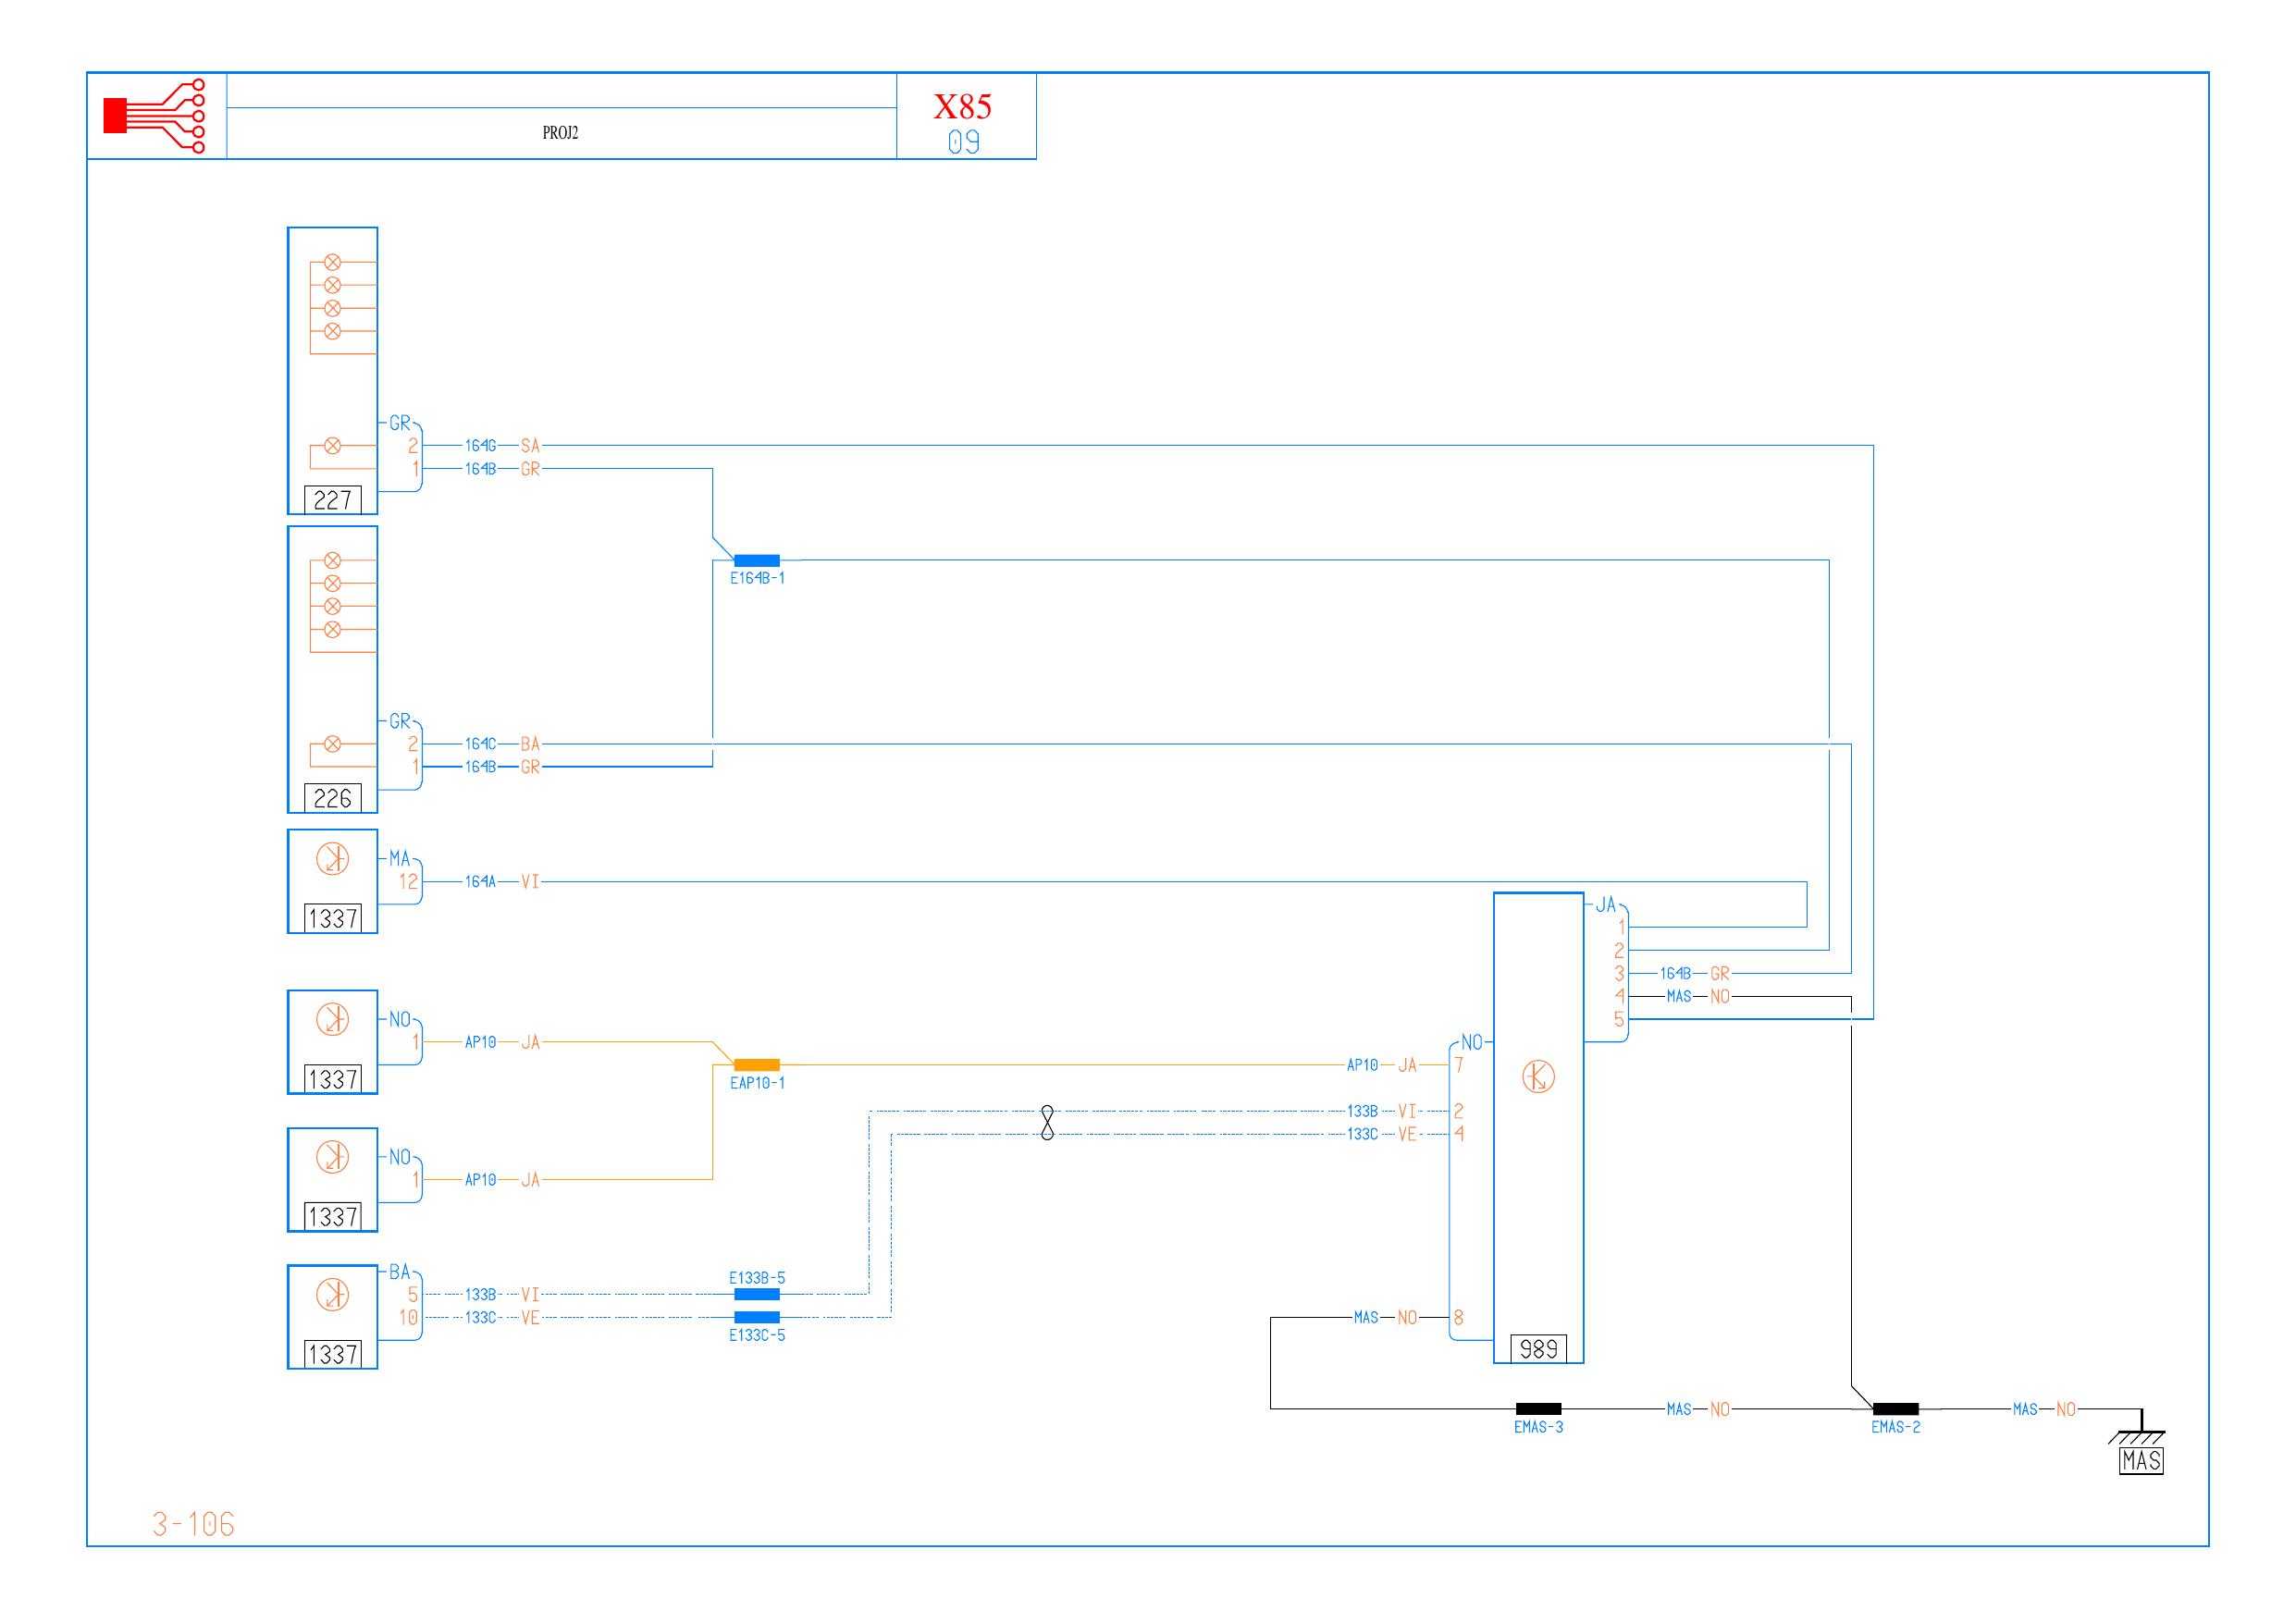 PROJ2
X85
09
GR
2 164G SA
1 164B GR
227
E164B-1
GR
2 164C BA
1 164B GR
226
MA
12 164A VI
1337
JA
1
2
3 164B GR
4 MAS NO
5
NO
1 AP10 JA
1337
EAP10-1
AP10 JA 7
NO
133B VI 2
133C VE 4
NO
1 AP10 JA
1337
BA
5 133B VI
10 133C VE
1337
E133B-5
E133C-5
MAS NO 8
989
EMAS-3
MAS NO
EMAS-2
MAS NO
MAS
3-106